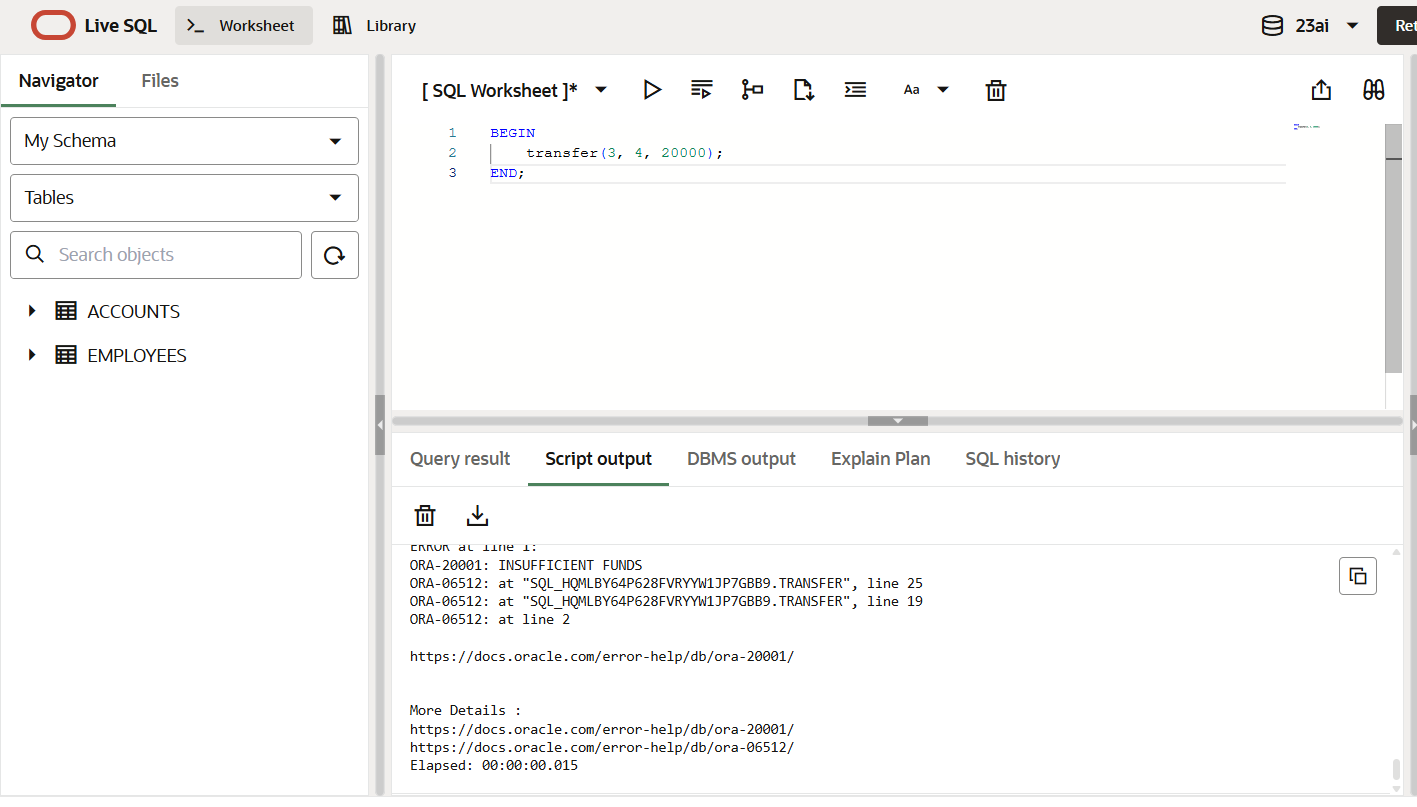 Live SQL
Worksheet
Library
23ai
Ret
Navigator
Files
My Schema
Tables
Search objects
ACCOUNTS
EMPLOYEES
[ SQL Worksheet ]*
Aa
1 BEGIN
2 transfer(3, 4, 20000);
3 END;
Query result
Script output
DBMS output
Explain Plan
SQL history
ERROR at line 1:
ORA-20001: INSUFFICIENT FUNDS
ORA-06512: at "SQL_HQMLBY64P628FVRYYW1JP7GBB9.TRANSFER", line 25
ORA-06512: at "SQL_HQMLBY64P628FVRYYW1JP7GBB9.TRANSFER", line 19
ORA-06512: at line 2
https://docs.oracle.com/error-help/db/ora-20001/
More Details :
https://docs.oracle.com/error-help/db/ora-20001/
https://docs.oracle.com/error-help/db/ora-06512/
Elapsed: 00:00:00.015